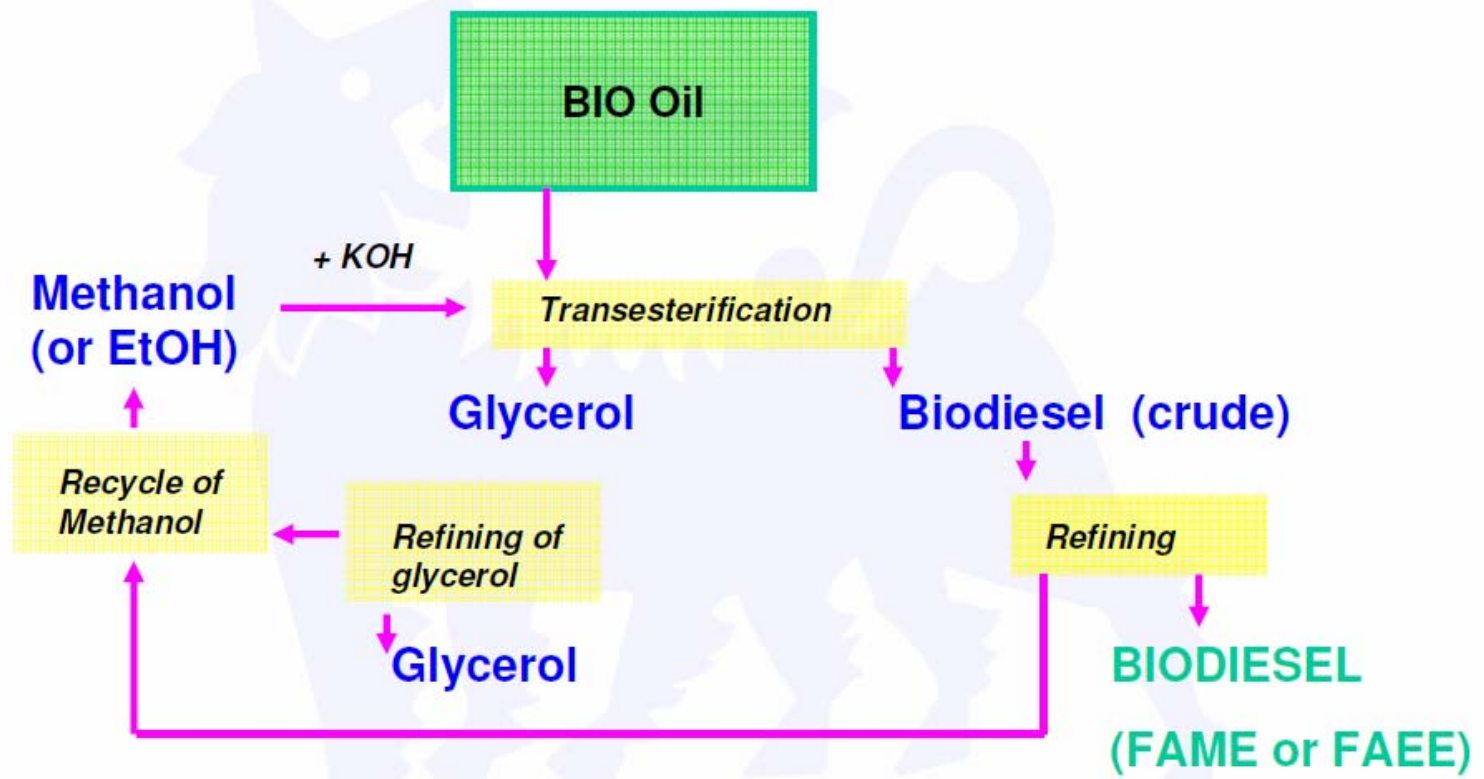 BIO Oil
+ KOH
Methanol
(or EtOH)
Transesterification
Glycerol
Biodiesel (crude)
Recycle of
Methanol
Refining of
glycerol
Refining
Glycerol
BIODIESEL
(FAME or FAEE)